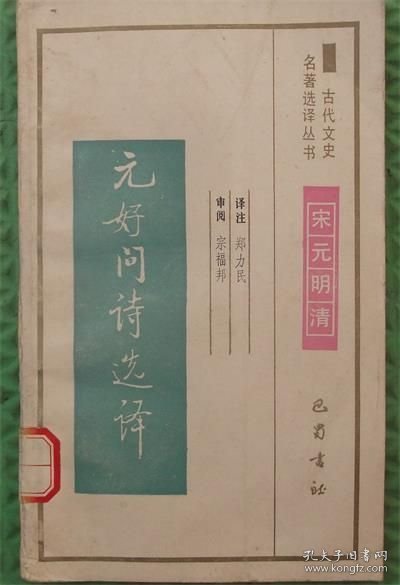 古代文史
名著选译丛书
宋元明清
巴蜀书社
译注 郑力民
审阅 宗福邦
元好问诗选译
孔夫子旧书网
www.kongfz.com